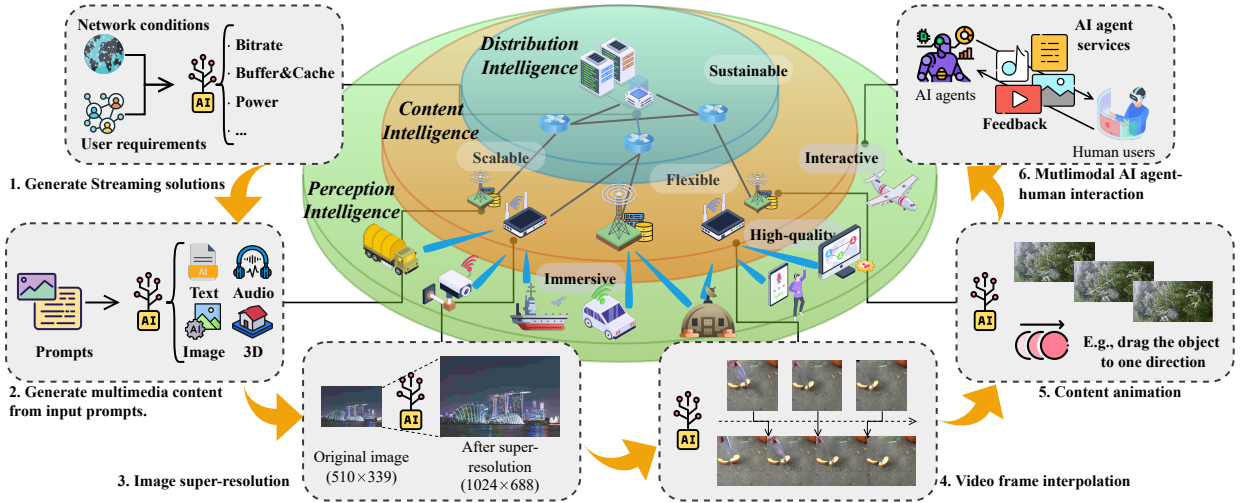 Network conditions
User requirements
AI
· Bitrate
· Buffer&Cache
· Power
· ...
1. Generate Streaming solutions
Distribution
Intelligence
Sustainable
Content
Intelligence
Scalable
Flexible
Interactive
Perception
Intelligence
High-quality
Immersive
AI agents
AI agent
services
Feedback
Human users
6. Mutlimodal AI agent-
human interaction
Prompts
AI
AI
Text
Audio
AI
Image
3D
2. Generate multimedia content
from input prompts.
AI
Original image
(510×339)
After super-
resolution
(1024×688)
3. Image super-resolution
AI
4. Video frame interpolation
AI
E.g., drag the object
to one direction
5. Content animation